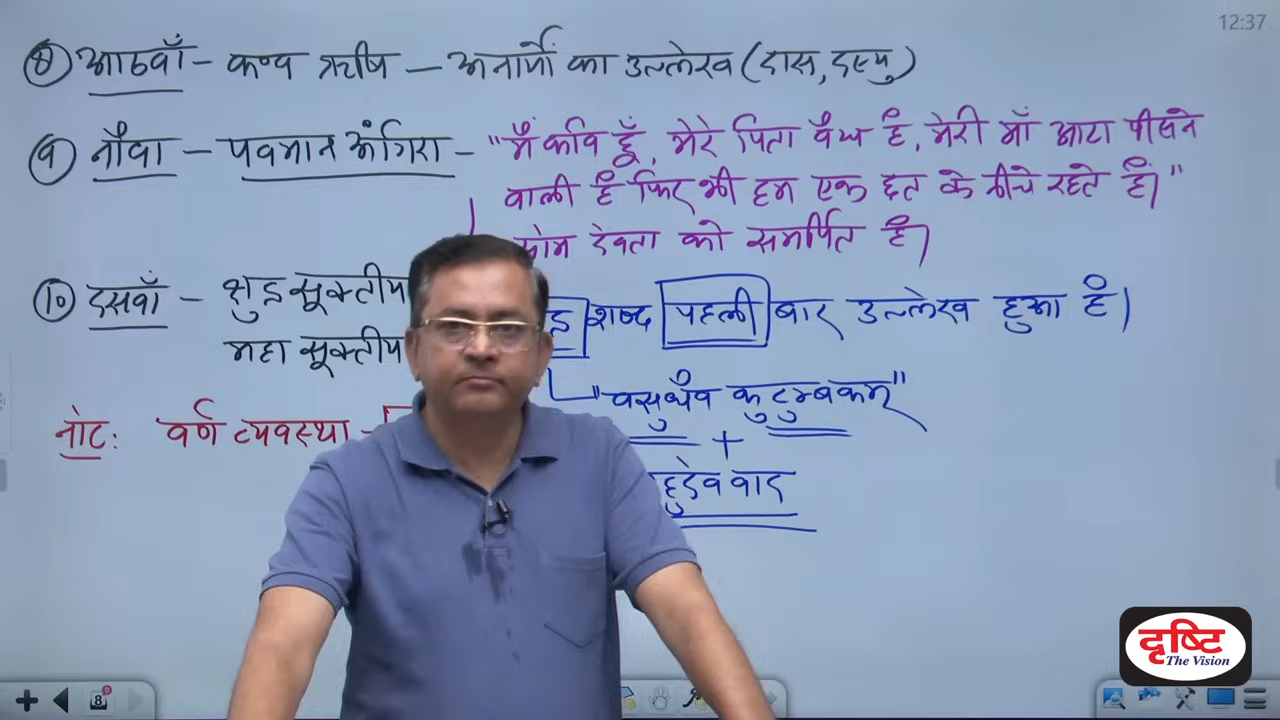 12:37
⑧ आठवाँ – कण्व ऋषि – अनार्यों का उल्लेख (दास, दस्यु)
⑨ नौवा – पवमान अंगिरा – "मैं कवि हूँ, मेरे पिता वैद्य हैं, मेरी माँ आटा पीसने
वाली है फिर भी हम एक छत के नीचे रहते हैं।"
सोम देवता को समर्पित है।
⑩ दसवाँ – क्षुद्र सूक्तीय
महा सूक्तीय
शब्द पहली बार उल्लेख हुआ है।
"वसुधैव कुटुम्बकम्"
+
नोट: वर्ण व्यवस्था –
दृष्टि
The Vision
8